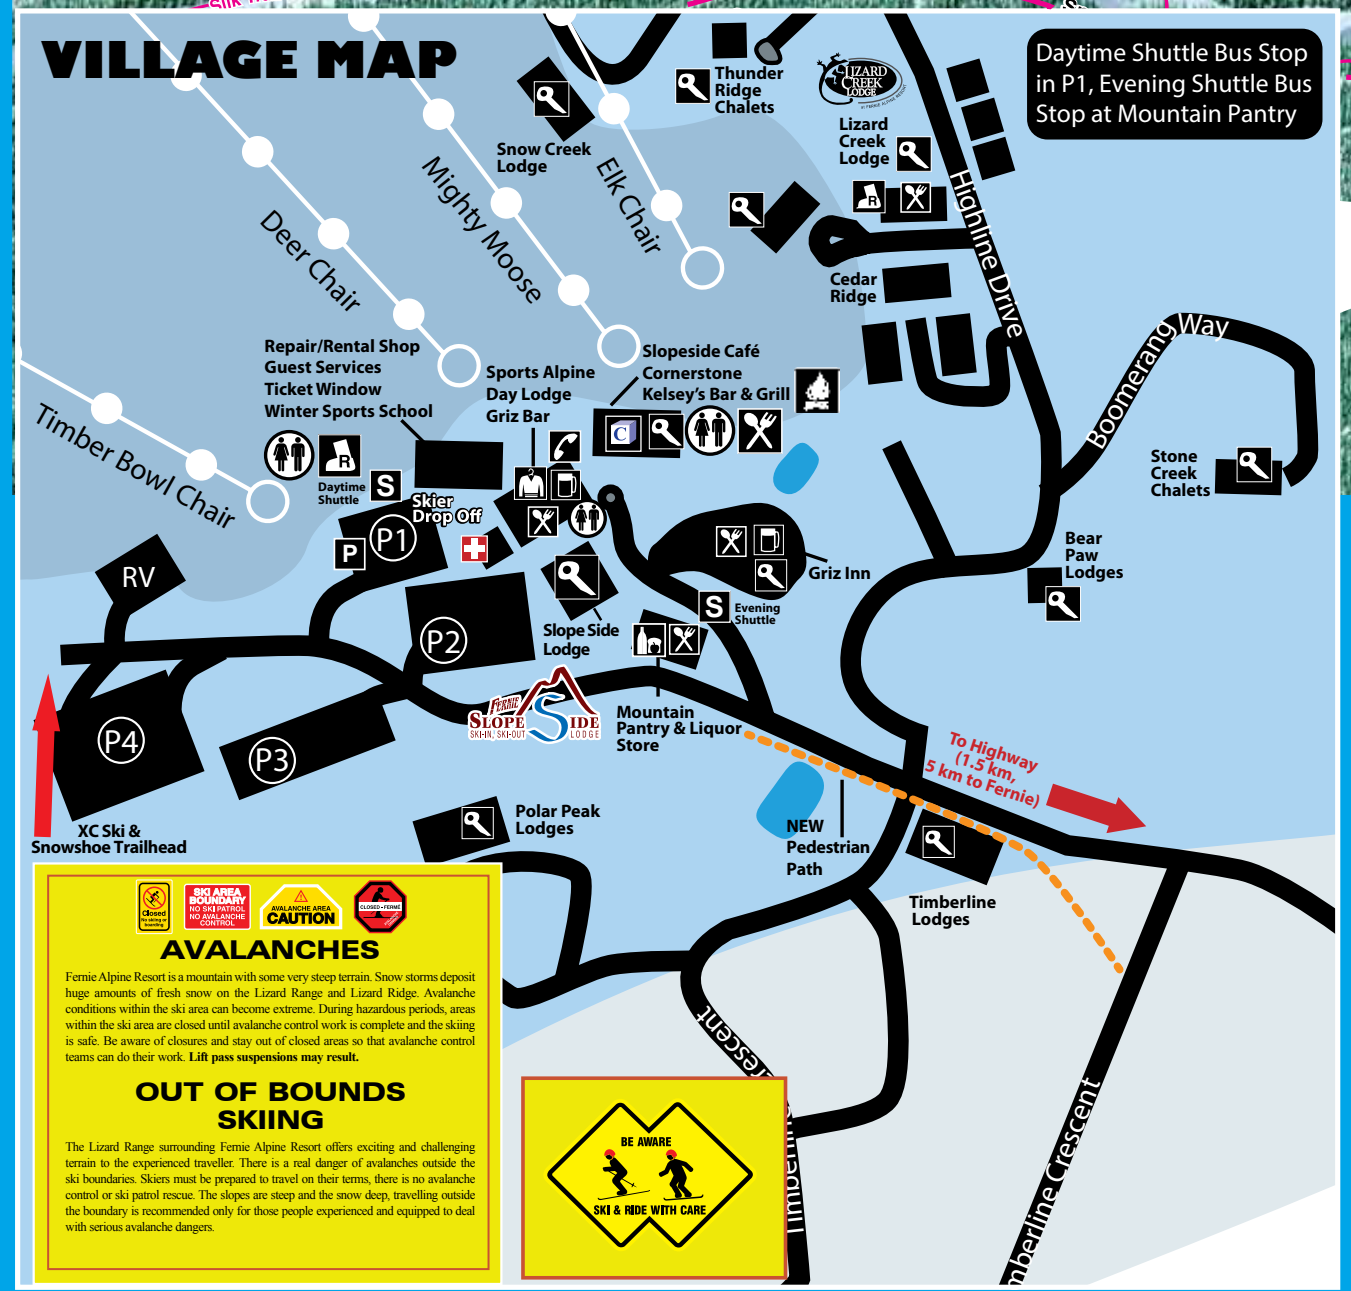 VILLAGE MAP
Daytime Shuttle Bus Stop
in P1, Evening Shuttle Bus
Stop at Mountain Pantry
Thunder
Ridge
Chalets
LIZARD
CREEK
LODGE
Lizard
Creek
Lodge
Snow Creek
Lodge
Elk Chair
Mighty Moose
Deer Chair
Timber Bowl Chair
Highline Drive
R
Cedar
Ridge
Boomerang Way
Repair/Rental Shop
Guest Services
Ticket Window
Winter Sports School
Sports Alpine
Day Lodge
Griz Bar
Slopeside Café
Cornerstone
Kelsey's Bar & Grill
C
R
Daytime
Shuttle
S
Skier
Drop Off
P
P1
Stone
Creek
Chalets
Bear
Paw
Lodges
Griz Inn
S
Evening
Shuttle
RV
P2
Slope Side
Lodge
FERNIE
SLOPE SIDE
SKI-IN, SKI-OUT LODGE
Mountain
Pantry & Liquor
Store
P4
P3
To Highway
(1.5 km,
5 km to Fernie)
XC Ski &
Snowshoe Trailhead
Polar Peak
Lodges
NEW
Pedestrian
Path
Timberline
Lodges
Closed
No skiing or
boarding
SKI AREA
BOUNDARY
NO SKI PATROL
NO AVALANCHE
CONTROL
AVALANCHE AREA
CAUTION
CLOSED • FERMÉ
AVALANCHES
Fernie Alpine Resort is a mountain with some very steep terrain. Snow storms deposit
huge amounts of fresh snow on the Lizard Range and Lizard Ridge. Avalanche
conditions within the ski area can become extreme. During hazardous periods, areas
within the ski area are closed until avalanche control work is complete and the skiing
is safe. Be aware of closures and stay out of closed areas so that avalanche control
teams can do their work. Lift pass suspensions may result.
OUT OF BOUNDS
SKIING
The Lizard Range surrounding Fernie Alpine Resort offers exciting and challenging
terrain to the experienced traveller. There is a real danger of avalanches outside the
ski boundaries. Skiers must be prepared to travel on their terms, there is no avalanche
control or ski patrol rescue. The slopes are steep and the snow deep, travelling outside
the boundary is recommended only for those people experienced and equipped to deal
with serious avalanche dangers.
BE AWARE
SKI & RIDE WITH CARE
mberline Crescent